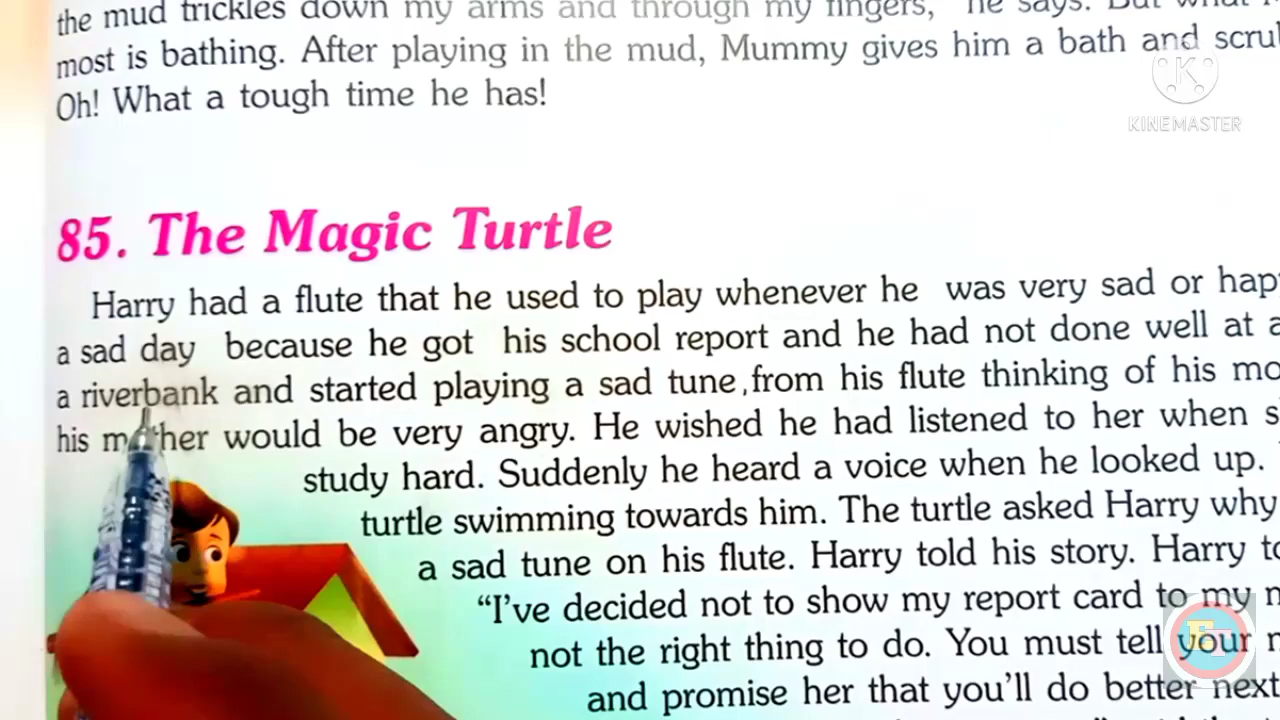 the mud trickles down my arms and through my fingers," he says. But what
most is bathing. After playing in the mud, Mummy gives him a bath and
Oh! What a tough time he has!
KINEMASTER
85. The Magic Turtle
Harry had a flute that he used to play whenever he was very sad or
a sad day because he got his school report and he had not done well at
a riverbank and started playing a sad tune, from his flute thinking of his
his mother would be very angry. He wished he had listened to her when
study hard. Suddenly he heard a voice when he looked up.
turtle swimming towards him. The turtle asked Harry why
a sad tune on his flute. Harry told his story. Harry
"I've decided not to show my report card to my
not the right thing to do. You must tell your
and promise her that you'll do better next
ET